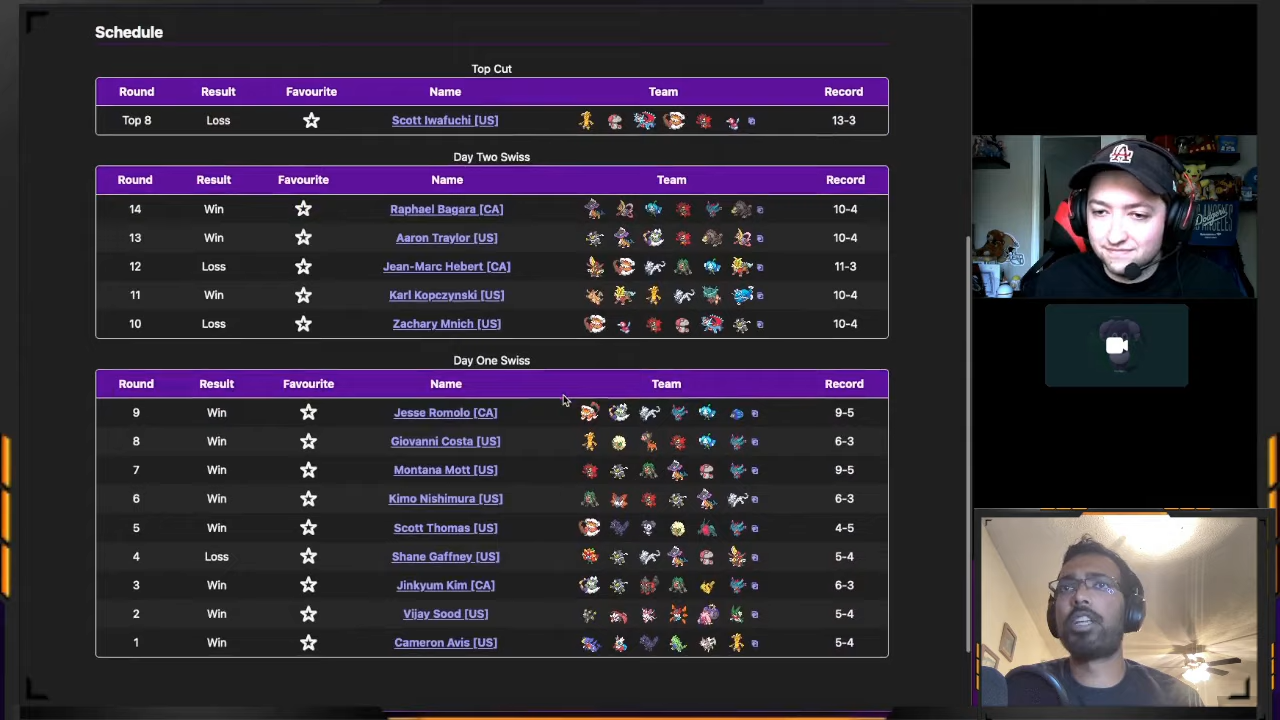 Schedule
Top Cut
Round Result Favourite Name Team Record
Top 8 Loss Scott Iwafuchi [US] 13-3
Day Two Swiss
Round Result Favourite Name Team Record
14 Win Raphael Bagara [CA] 10-4
13 Win Aaron Traylor [US] 10-4
12 Loss Jean-Marc Hebert [CA] 11-3
11 Win Karl Kopczynski [US] 10-4
10 Loss Zachary Mnich [US] 10-4
Day One Swiss
Round Result Favourite Name Team Record
9 Win Jesse Romolo [CA] 9-5
8 Win Giovanni Costa [US] 6-3
7 Win Montana Mott [US] 9-5
6 Win Kimo Nishimura [US] 6-3
5 Win Scott Thomas [US] 4-5
4 Loss Shane Gaffney [US] 5-4
3 Win Jinkyum Kim [CA] 6-3
2 Win Vijay Sood [US] 5-4
1 Win Cameron Avis [US] 5-4
Dodgers